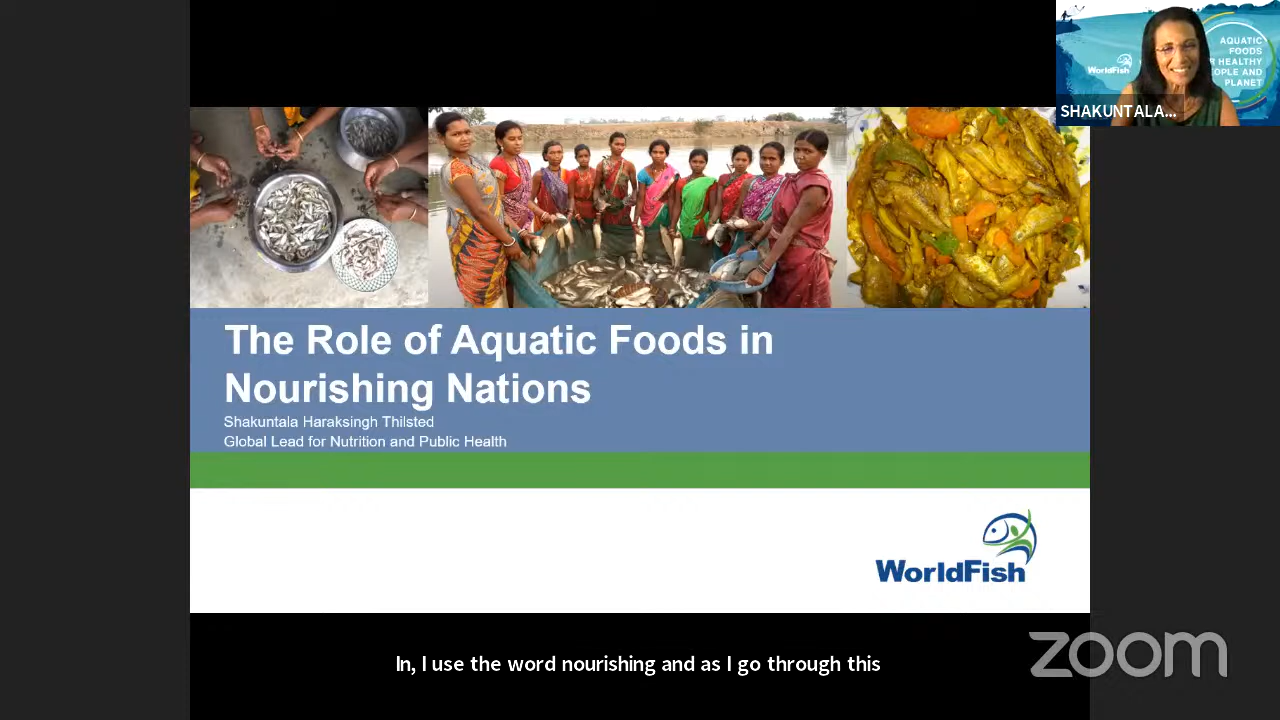 WorldFish
AQUATIC
FOODS
HEALTHY
PEOPLE AND
PLANET
SHAKUNTALA...
The Role of Aquatic Foods in
Nourishing Nations
Shakuntala Haraksingh Thilsted
Global Lead for Nutrition and Public Health
WorldFish
In, I use the word nourishing and as I go through this
zoom